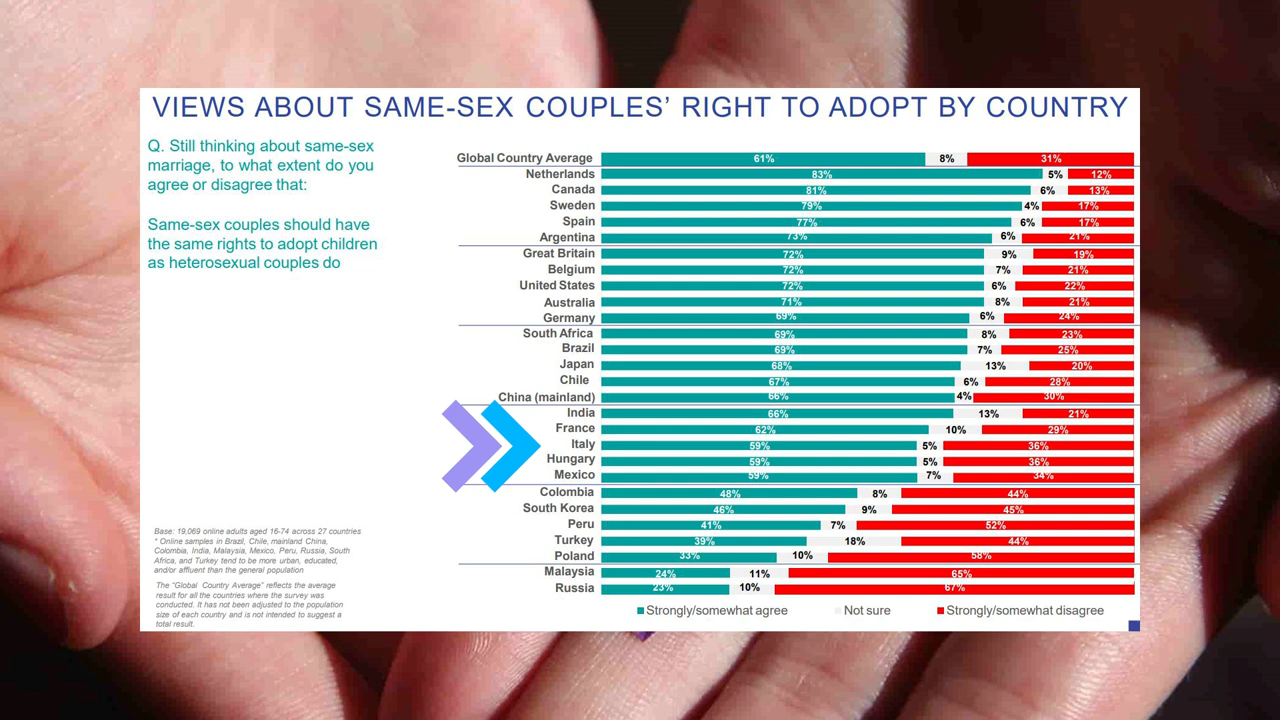 VIEWS ABOUT SAME-SEX COUPLES’ RIGHT TO ADOPT BY COUNTRY
Q. Still thinking about same-sex
marriage, to what extent do you
agree or disagree that:
Same-sex couples should have
the same rights to adopt children
as heterosexual couples do
Global Country Average 61% 8% 31%
Netherlands 83% 5% 12%
Canada 81% 6% 13%
Sweden 79% 4% 17%
Spain 77% 6% 17%
Argentina 73% 6% 21%
Great Britain 72% 9% 19%
Belgium 72% 7% 21%
United States 72% 6% 22%
Australia 71% 8% 21%
Germany 69% 6% 24%
South Africa 69% 8% 23%
Brazil 69% 7% 25%
Japan 68% 13% 20%
Chile 67% 6% 28%
China (mainland) 66% 4% 30%
India 66% 13% 21%
France 62% 10% 29%
Italy 59% 5% 36%
Hungary 59% 5% 36%
Mexico 59% 7% 34%
Colombia 48% 8% 44%
South Korea 46% 9% 45%
Peru 41% 7% 52%
Turkey 39% 18% 44%
Poland 33% 10% 58%
Malaysia 24% 11% 65%
Russia 23% 10% 67%
Strongly/somewhat agree Not sure Strongly/somewhat disagree
Base: 19,069 online adults aged 16-74 across 27 countries
* Online samples in Brazil, Chile, mainland China,
Colombia, India, Malaysia, Mexico, Peru, Russia, South
Africa, and Turkey tend to be more urban, educated,
and/or affluent than the general population
The “Global Country Average” reflects the average
result for all the countries where the survey was
conducted. It has not been adjusted to the population
size of each country and is not intended to suggest a
total result.